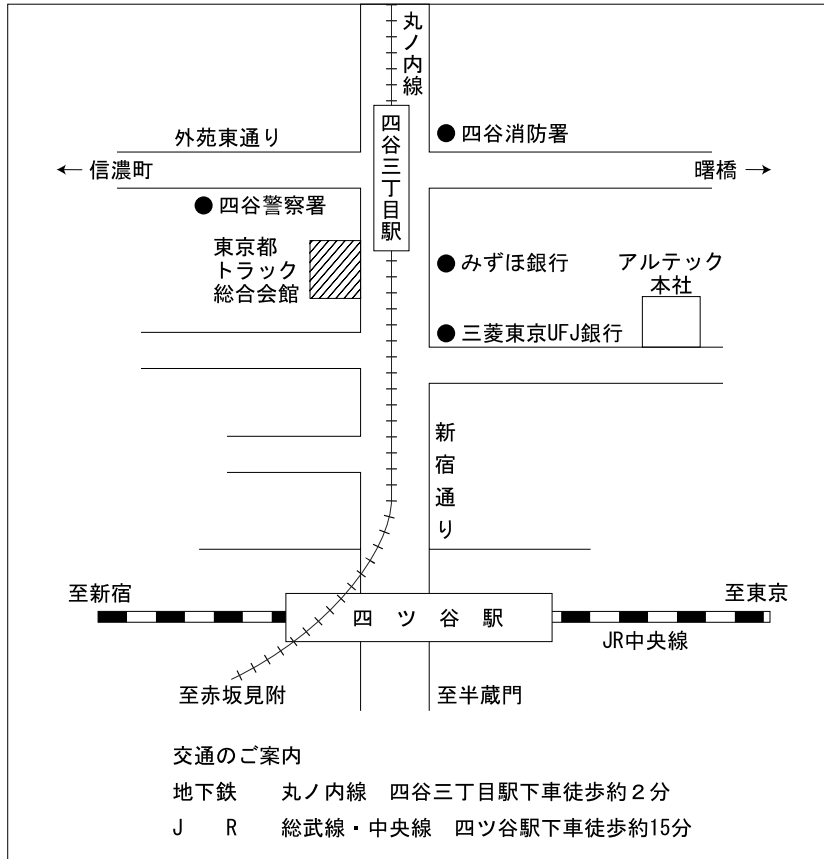 丸ノ内線
四谷三丁目駅
四谷消防署
外苑東通り
← 信濃町
曙橋 →
四谷警察署
東京都
トラック
総合会館
みずほ銀行
アルテック
本社
三菱東京UFJ銀行
新宿通り
至新宿
至東京
四ツ谷駅
JR中央線
至赤坂見附
至半蔵門
交通のご案内
地下鉄　丸ノ内線　四谷三丁目駅下車徒歩約２分
J　R　総武線・中央線　四ツ谷駅下車徒歩約15分